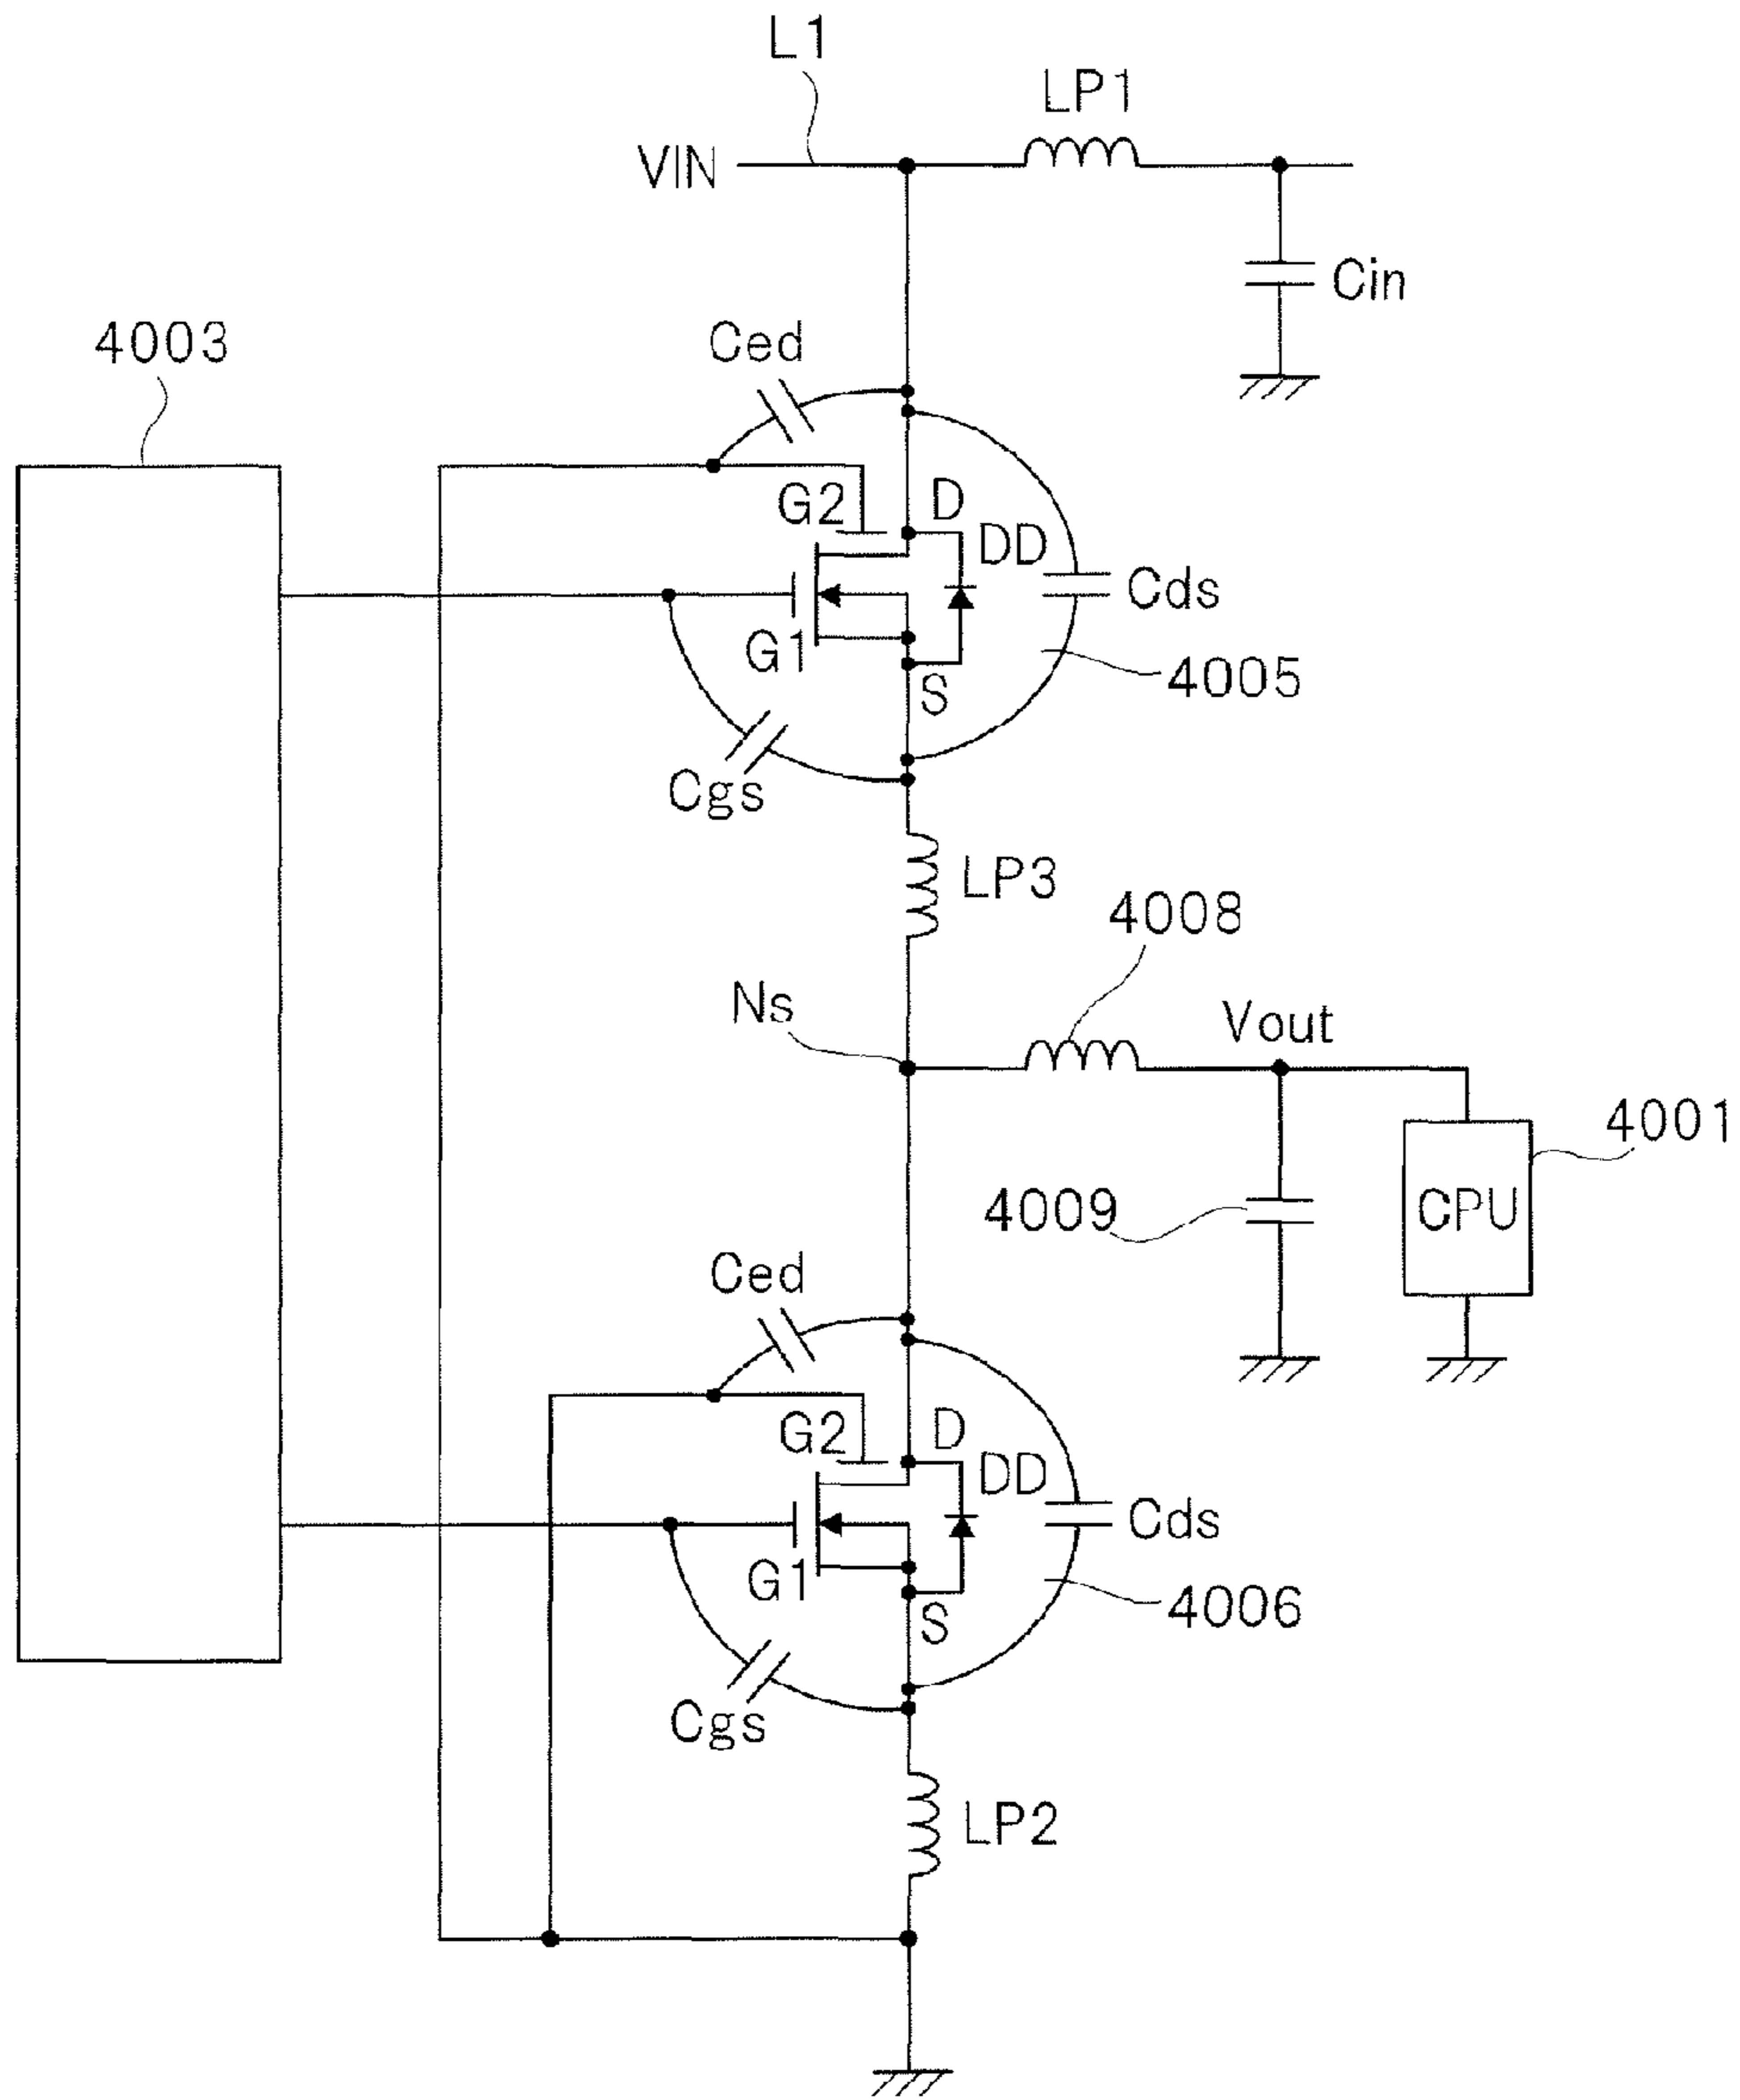 L1
LP1
VIN
Cin
4003
Ced
G2
D
DD
Cds
G1
4005
S
Cgs
LP3
4008
Ns
Vout
4001
4009
CPU
Ced
G2
D
DD
Cds
G1
4006
S
Cgs
LP2